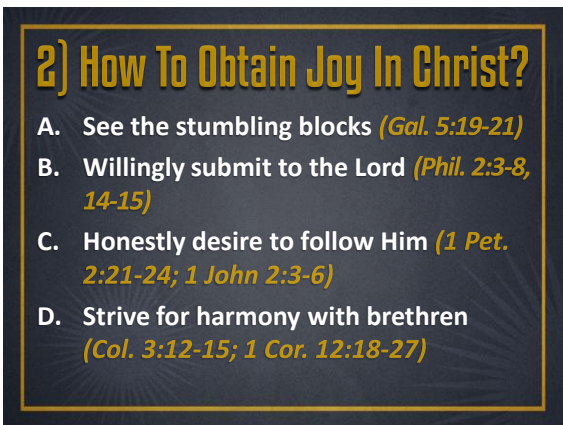 2) How To Obtain Joy In Christ?
A. See the stumbling blocks (Gal. 5:19-21)
B. Willingly submit to the Lord (Phil. 2:3-8,
14-15)
C. Honestly desire to follow Him (1 Pet.
2:21-24; 1 John 2:3-6)
D. Strive for harmony with brethren
(Col. 3:12-15; 1 Cor. 12:18-27)